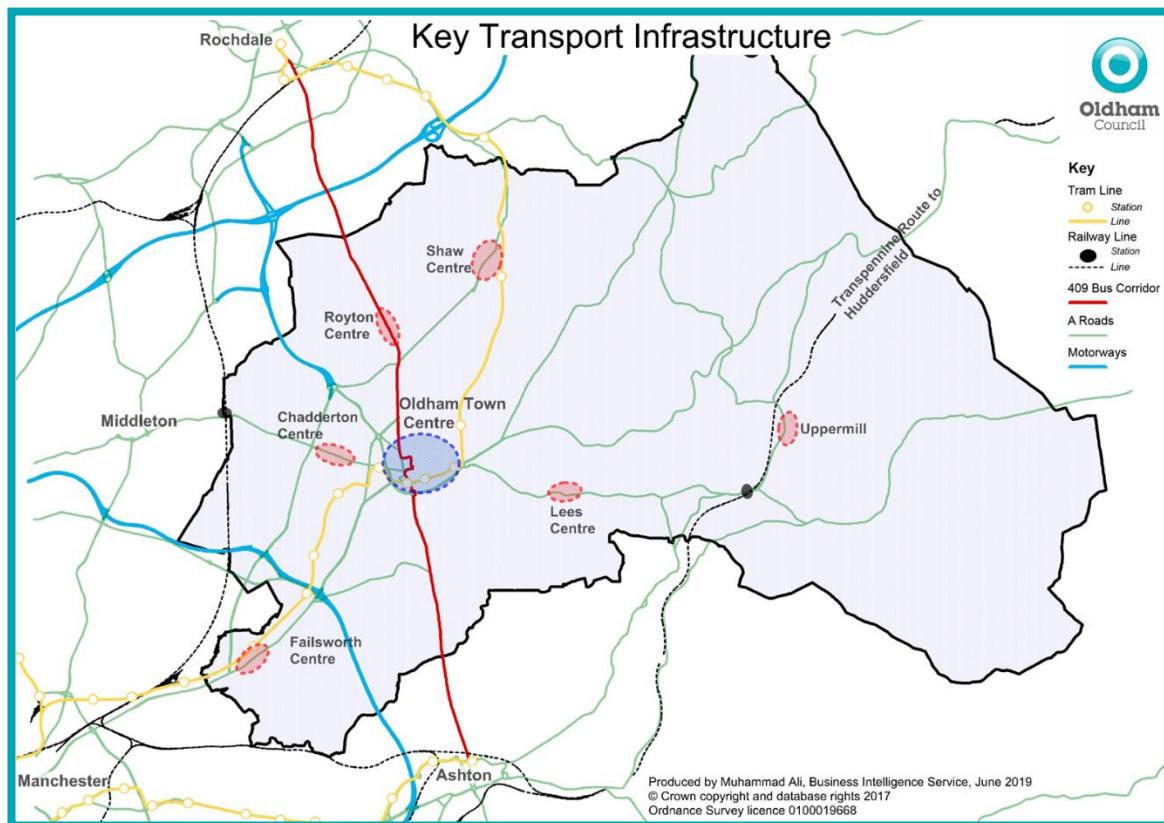 Key Transport Infrastructure
Rochdale
Oldham
Council
Key
Tram Line
Station
Line
Railway Line
Station
Line
409 Bus Corridor
A Roads
Motorways
Transpennine Route to
Huddersfield
Shaw
Centre
Royton
Centre
Oldham Town
Centre
Middleton
Chadderton
Centre
Uppermill
Lees
Centre
Failsworth
Centre
Manchester
Ashton
Produced by Muhammad Ali, Business Intelligence Service, June 2019
© Crown copyright and database rights 2017
Ordnance Survey licence 0100019668